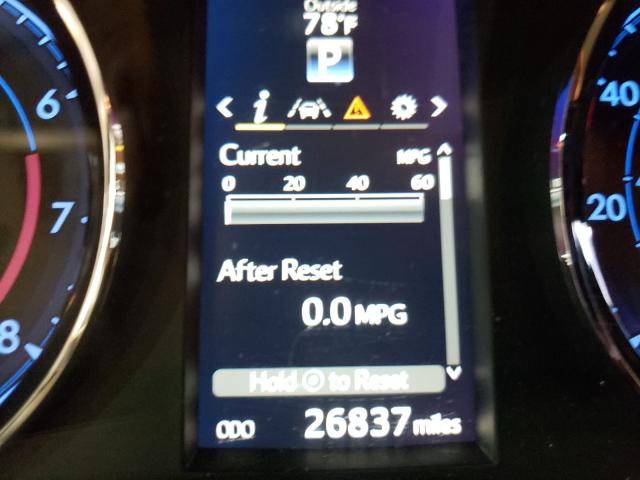 Outside
78°F
P
Current MPG
0 20 40 60
After Reset
0.0 MPG
Hold to Reset
ODO 26837 miles
6
7
8
40
20